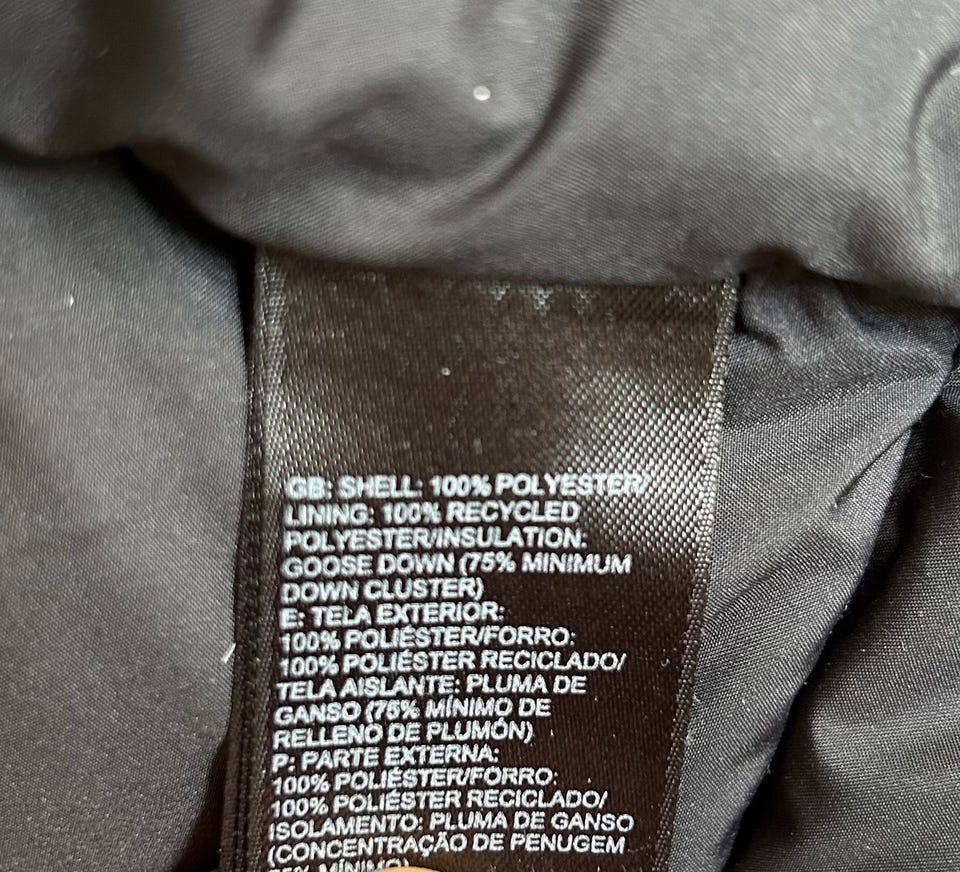 GB: SHELL: 100% POLYESTER/
LINING: 100% RECYCLED
POLYESTER/INSULATION:
GOOSE DOWN (75% MINIMUM
DOWN CLUSTER)
E: TELA EXTERIOR:
100% POLIÉSTER/FORRO:
100% POLIÉSTER RECICLADO/
TELA AISLANTE: PLUMA DE
GANSO (75% MÍNIMO DE
RELLENO DE PLUMÓN)
P: PARTE EXTERNA:
100% POLIÉSTER/FORRO:
100% POLIÉSTER RECICLADO/
ISOLAMENTO: PLUMA DE GANSO
(CONCENTRAÇÃO DE PENUGEM
75% MÍNIMO)